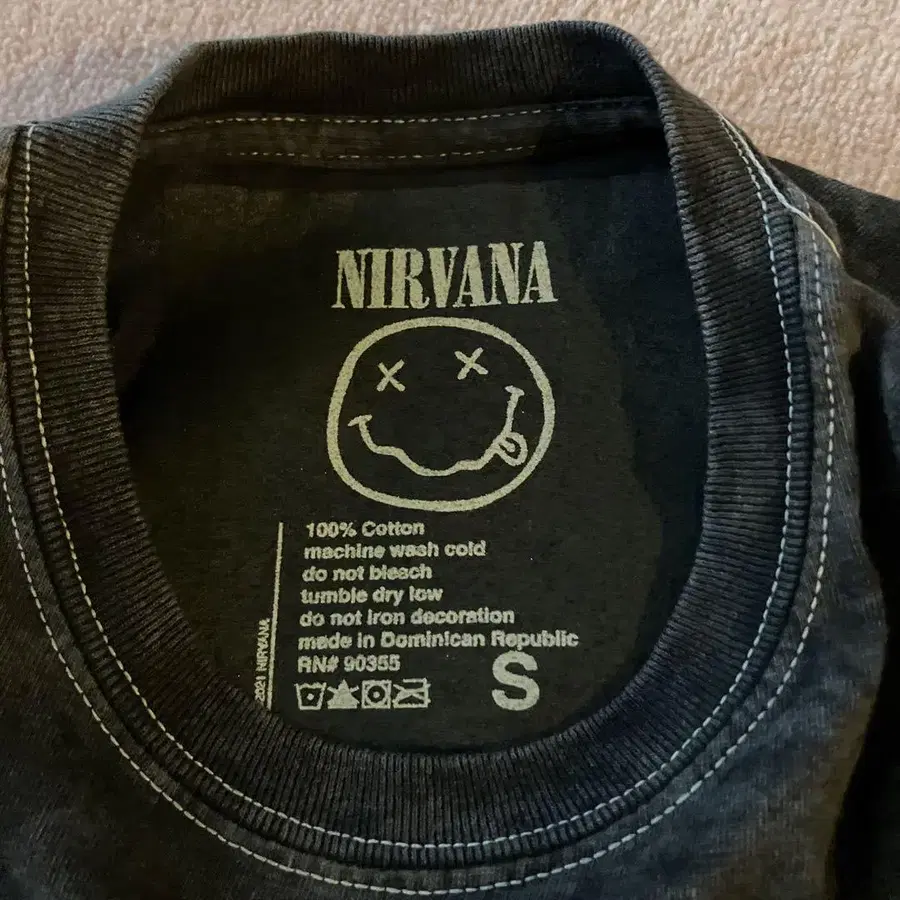 NIRVANA
100% Cotton
machine wash cold
do not bleach
tumble dry low
do not iron decoration
made in Dominican Republic
RN# 90355
S
2021 NIRVANA